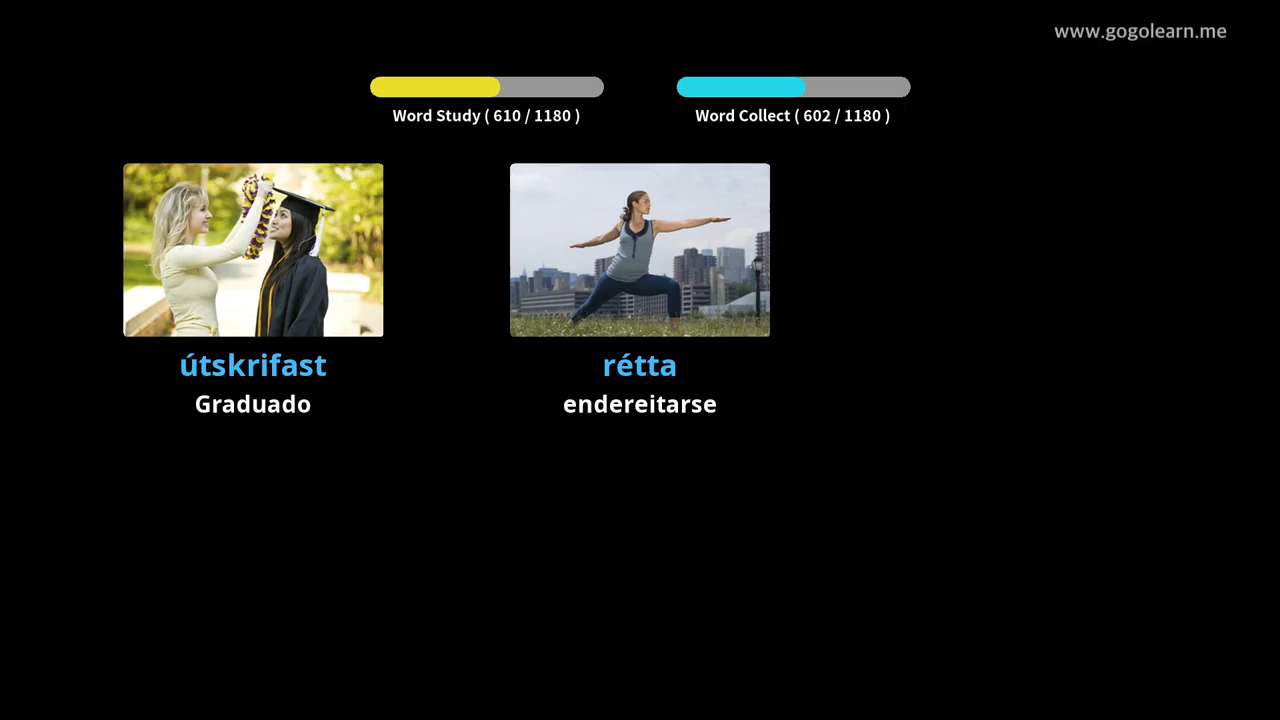 www.gogolearn.me
Word Study ( 610 / 1180 )
Word Collect ( 602 / 1180 )
útskrifast
Graduado
rétta
endereitarse